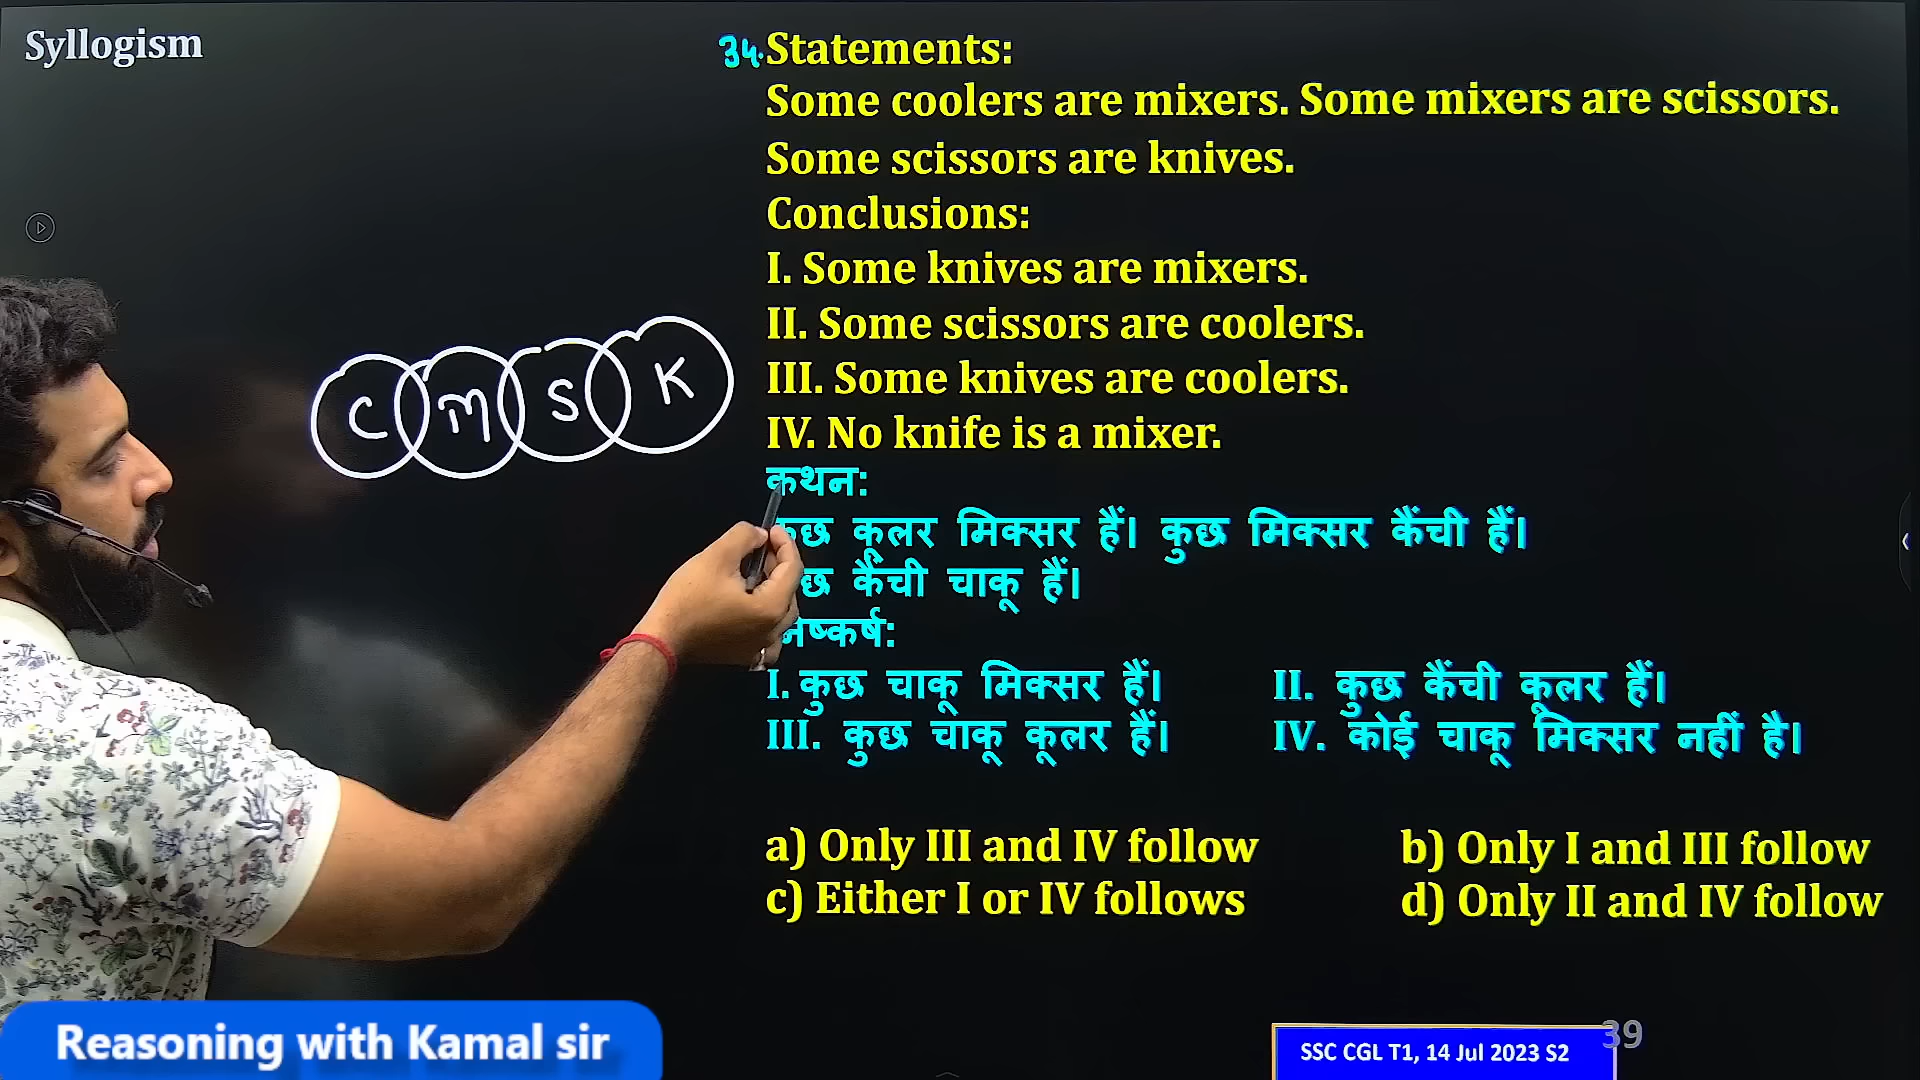 Syllogism
34. Statements:
Some coolers are mixers. Some mixers are scissors.
Some scissors are knives.
Conclusions:
I. Some knives are mixers.
II. Some scissors are coolers.
III. Some knives are coolers.
IV. No knife is a mixer.
C M S K
कथन:
कूलर मिक्सर हैं। कुछ मिक्सर कैंची हैं।
कैंची चाकू हैं।
I. कुछ चाकू मिक्सर हैं। II. कुछ कैंची कूलर हैं।
III. कुछ चाकू कूलर हैं। IV. कोई चाकू मिक्सर नहीं है।
a) Only III and IV follow b) Only I and III follow
c) Either I or IV follows d) Only II and IV follow
Reasoning with Kamal sir
SSC CGL T1, 14 Jul 2023 S2
39